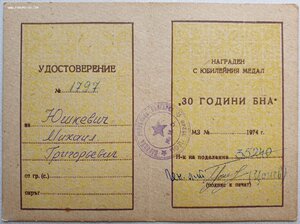 УДОСТОВЕРЕНИЕ
№ 1797
на Юшкевич
Михаил
Григорьевич
от гр. (с.)
окръг
НАГРАДЕН
С ЮБИЛЕЙНИЯ МЕДАЛ
"30 ГОДИНИ БНА"
МЗ № 1974 г.
Н-к на поделение 35240
(подпис и печат)